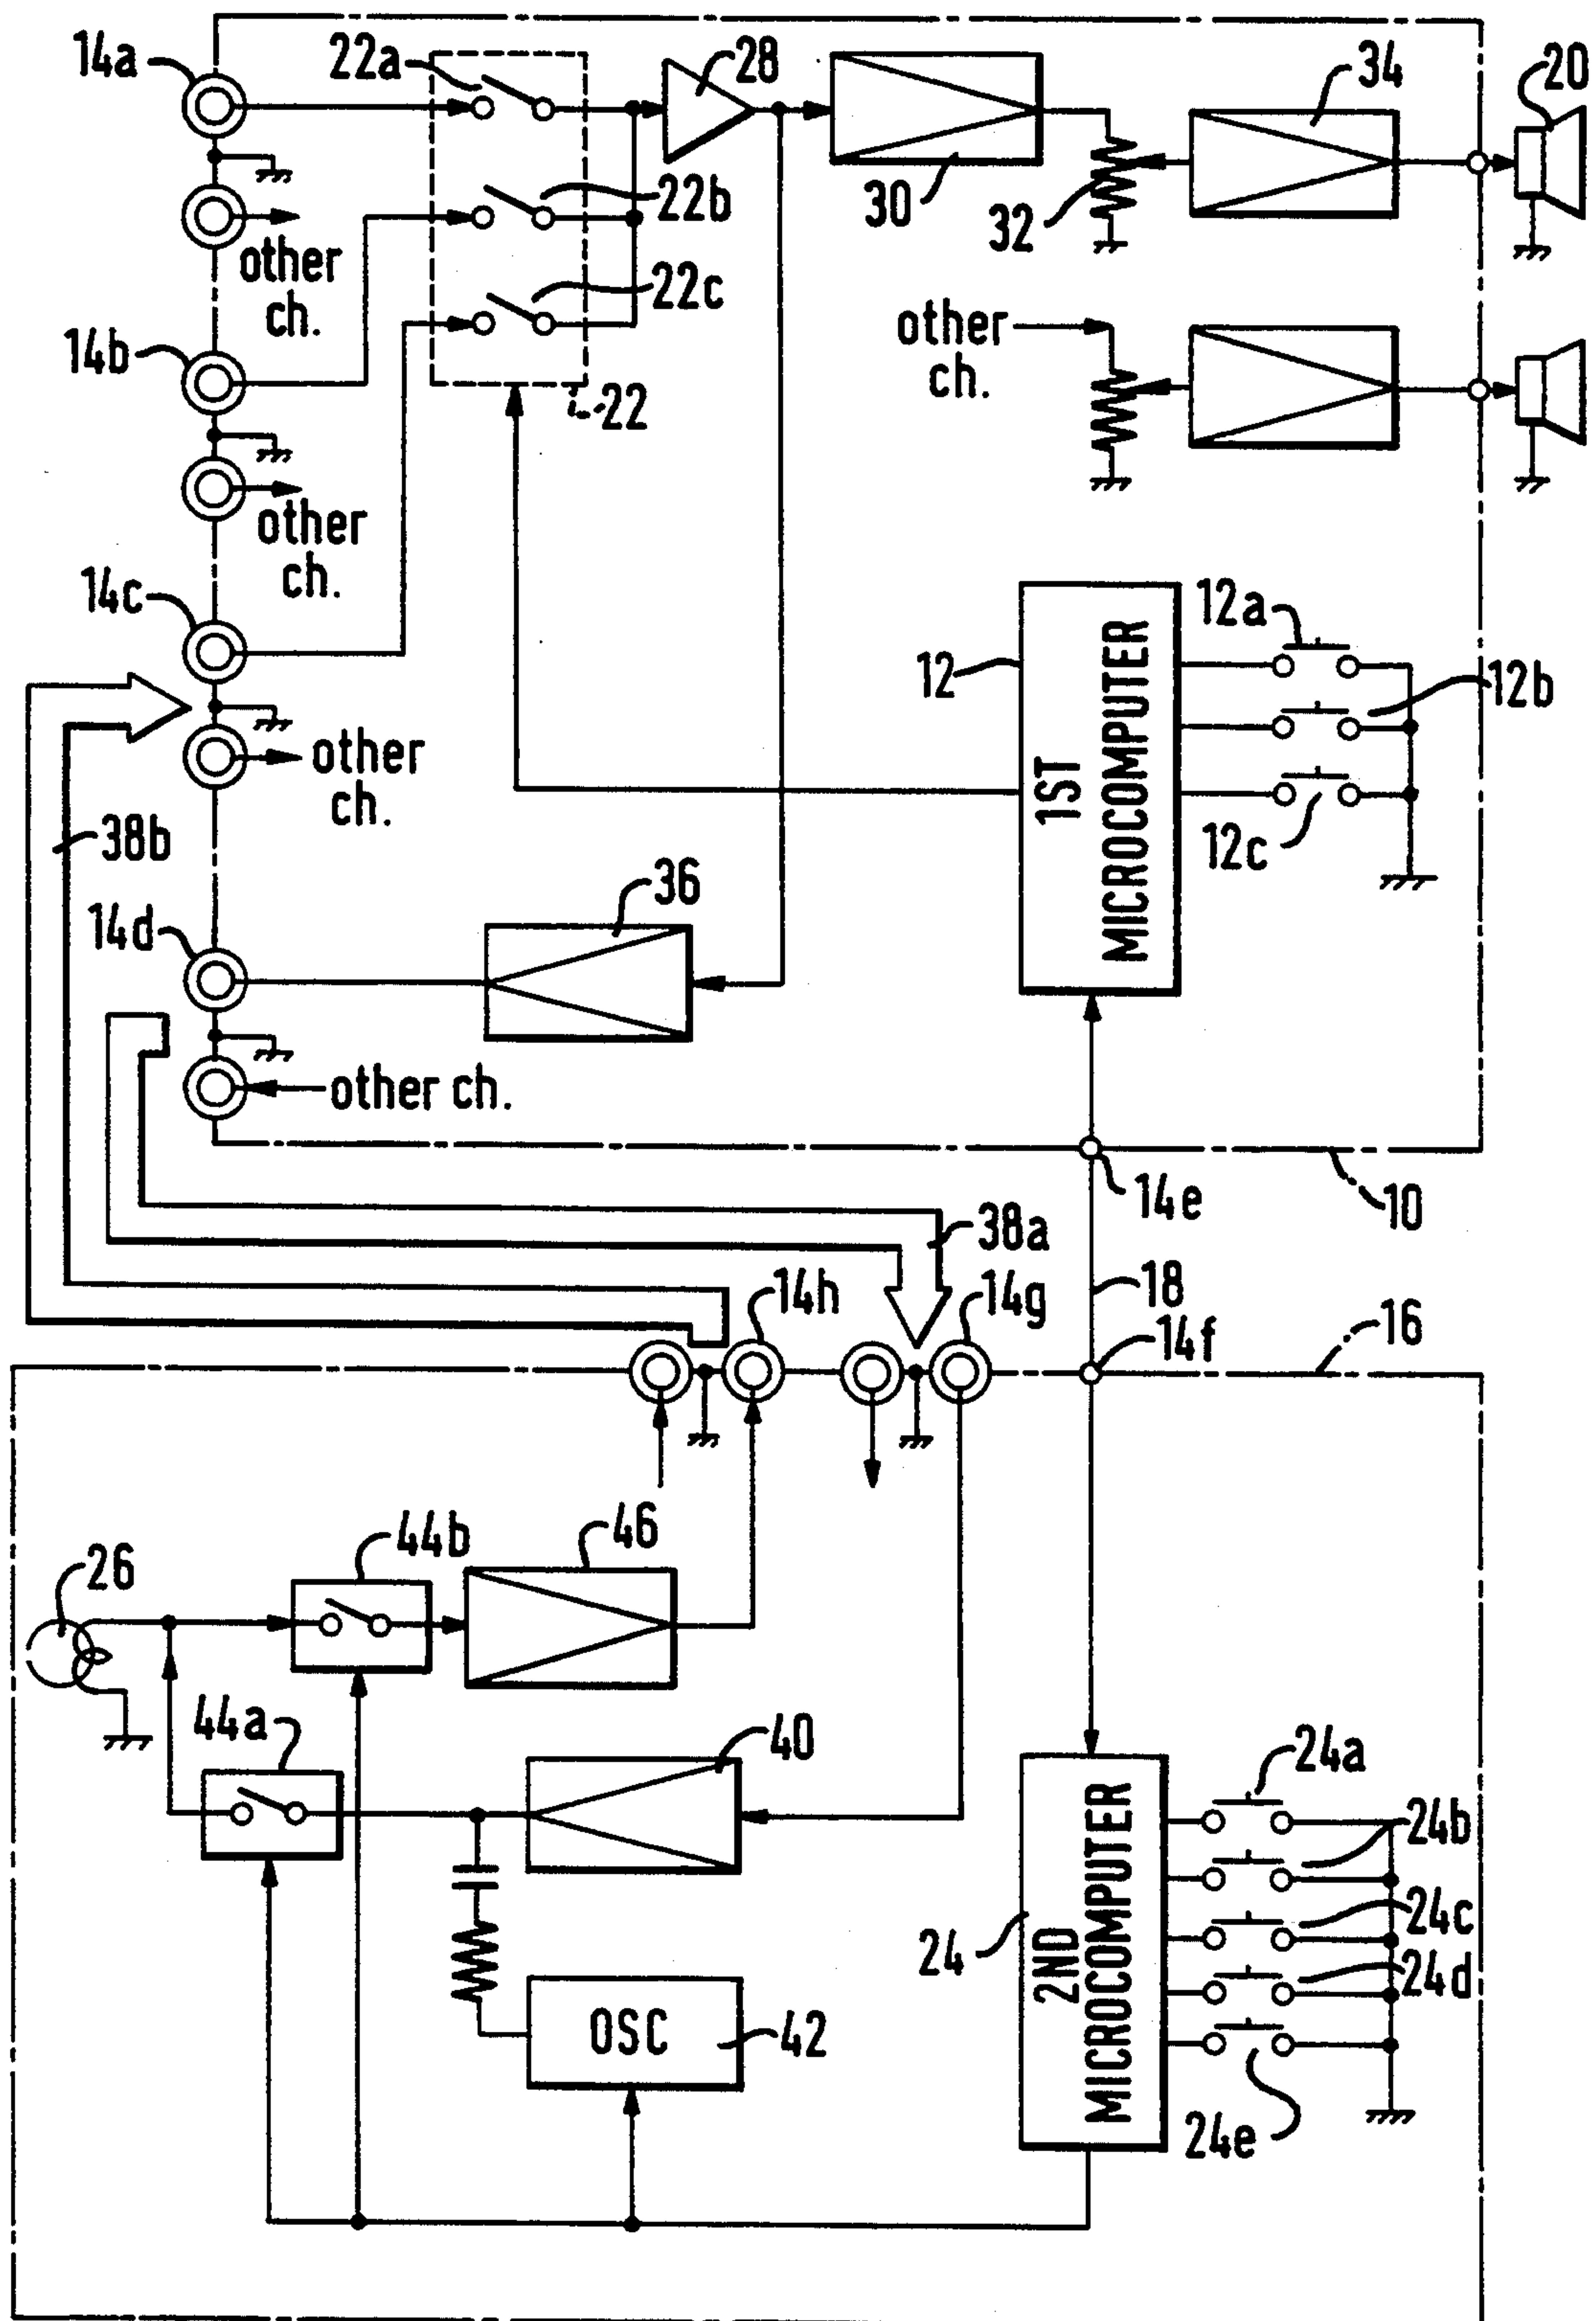 14a
22a
28
34
20
22b
30
32
other
ch.
22c
14b
other
ch.
22
other
ch.
14c
12a
12
1ST
MICROCOMPUTER
12b
other
ch.
12c
38b
36
14d
other ch.
14e
10
38a
18
14h
14g
14f
16
44b
46
26
44a
40
24a
24b
24c
24
2ND
MICROCOMPUTER
24d
OSC
42
24e